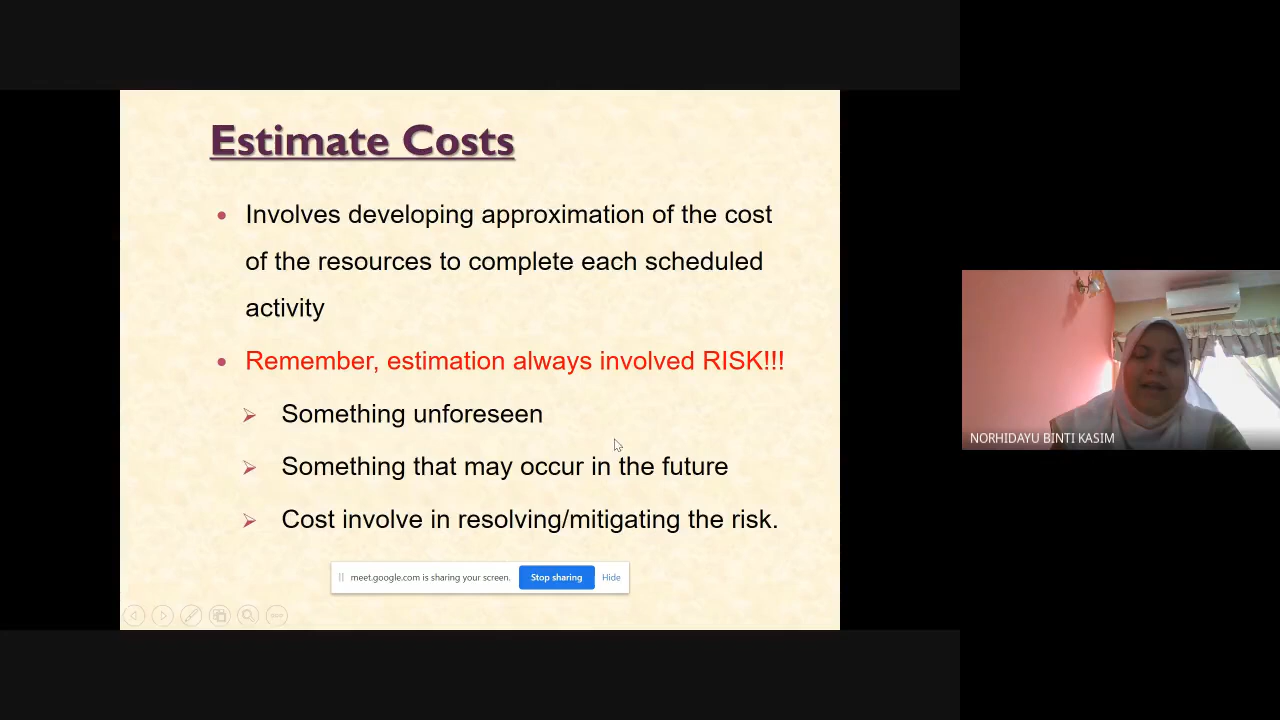 Estimate Costs
Involves developing approximation of the cost
of the resources to complete each scheduled
activity
Remember, estimation always involved RISK!!!
Something unforeseen
Something that may occur in the future
Cost involve in resolving/mitigating the risk.
meet.google.com is sharing your screen.
Stop sharing
Hide
NORHIDAYU BINTI KASIM